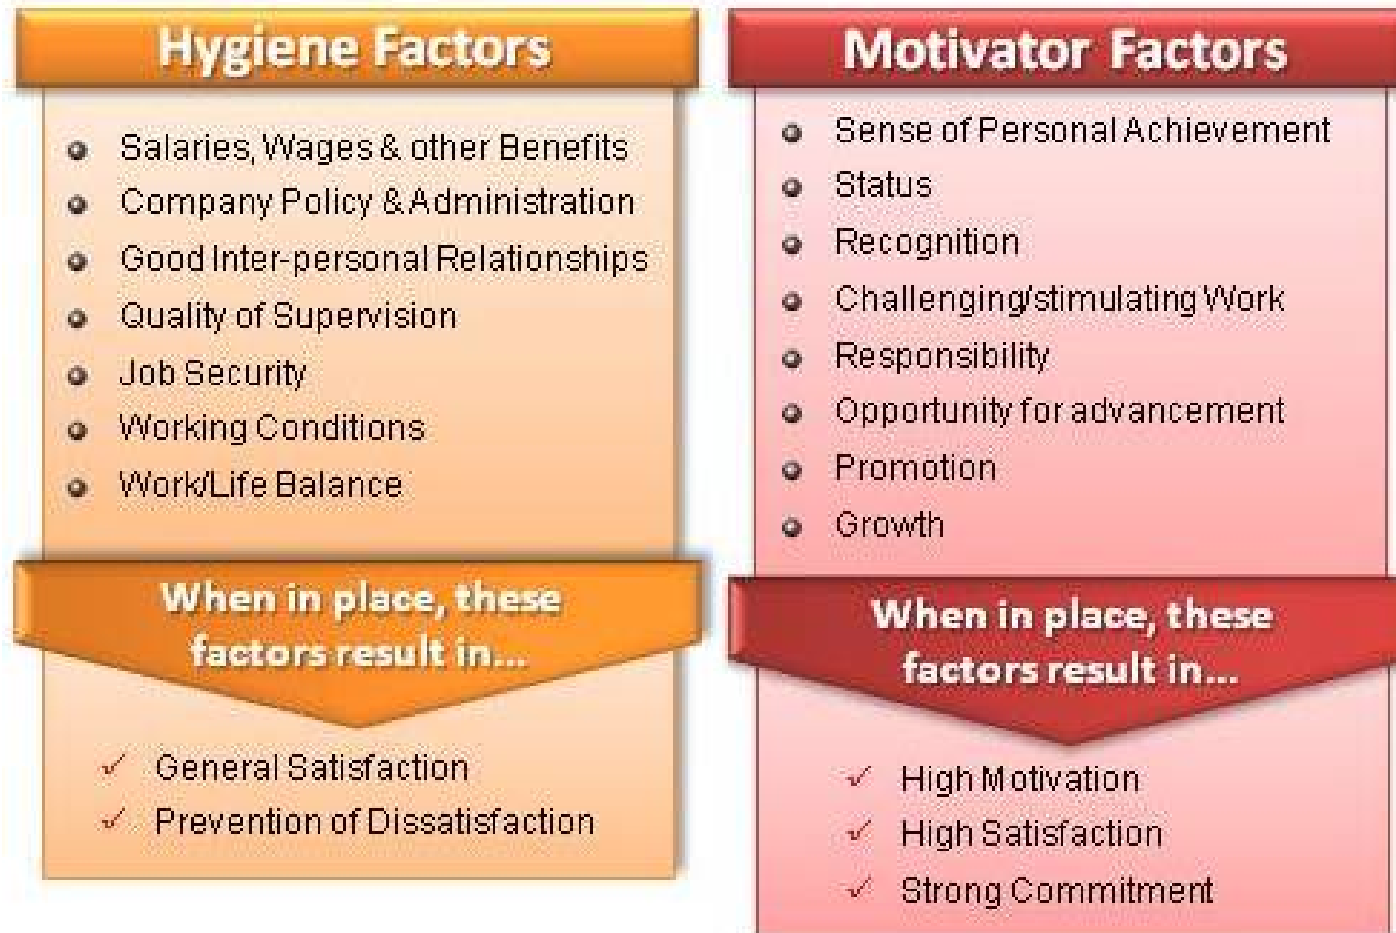 Hygiene Factors
Salaries, Wages & other Benefits
Company Policy & Administration
Good Inter-personal Relationships
Quality of Supervision
Job Security
Working Conditions
Work/Life Balance
When in place, these
factors result in...
General Satisfaction
Prevention of Dissatisfaction
Motivator Factors
Sense of Personal Achievement
Status
Recognition
Challenging/stimulating Work
Responsibility
Opportunity for advancement
Promotion
Growth
When in place, these
factors result in...
High Motivation
High Satisfaction
Strong Commitment